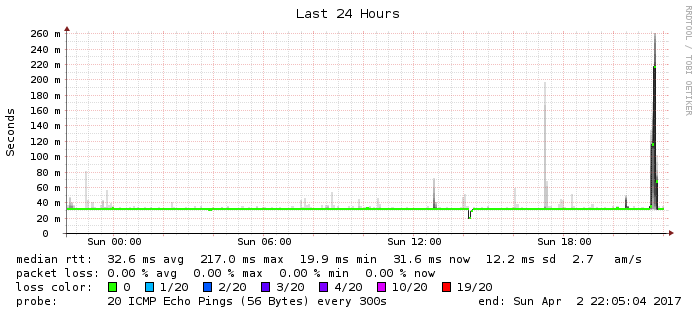 Last 24 Hours
RRDTOOL / TOBI OETIKER
Seconds
260 m
240 m
220 m
200 m
180 m
160 m
140 m
120 m
100 m
80 m
60 m
40 m
20 m
0
Sun 00:00 Sun 06:00 Sun 12:00 Sun 18:00
median rtt: 32.6 ms avg 217.0 ms max 19.9 ms min 31.6 ms now 12.2 ms sd 2.7 am/s
packet loss: 0.00 % avg 0.00 % max 0.00 % min 0.00 % now
loss color: 0 1/20 2/20 3/20 4/20 10/20 19/20
probe: 20 ICMP Echo Pings (56 Bytes) every 300s end: Sun Apr 2 22:05:04 2017